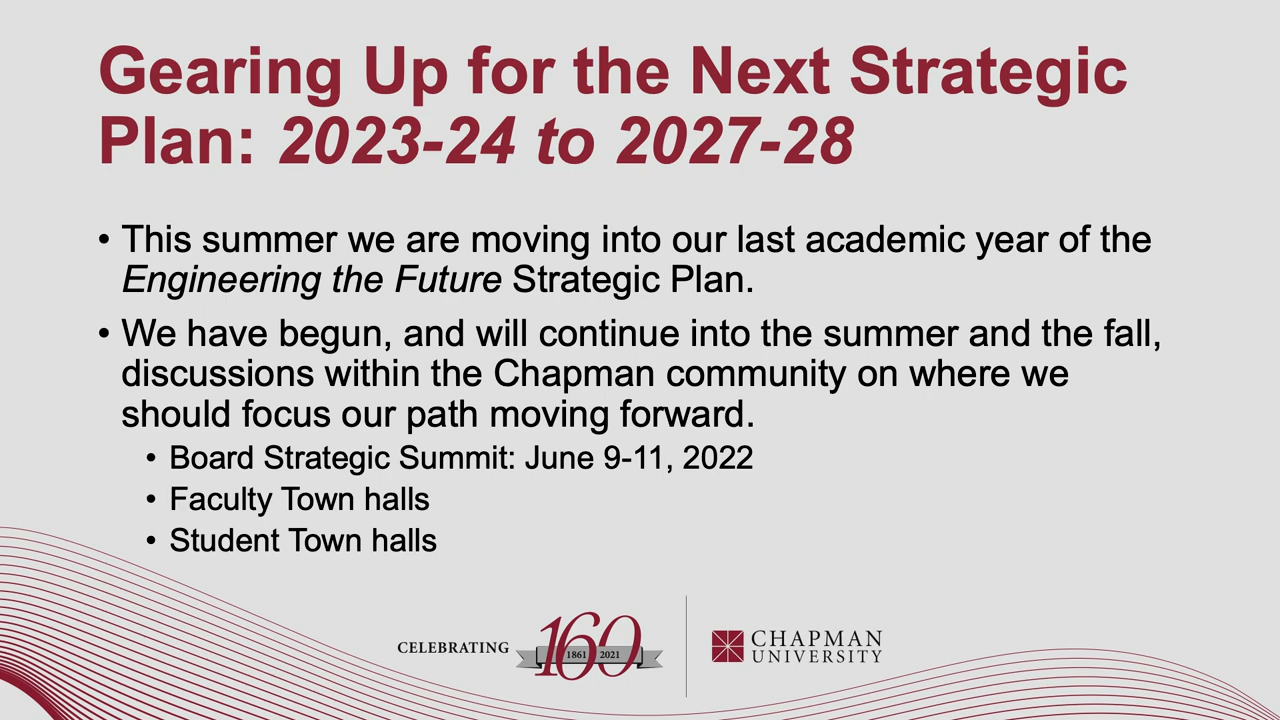 Gearing Up for the Next Strategic
Plan: 2023-24 to 2027-28
• This summer we are moving into our last academic year of the
Engineering the Future Strategic Plan.
• We have begun, and will continue into the summer and the fall,
discussions within the Chapman community on where we
should focus our path moving forward.
• Board Strategic Summit: June 9-11, 2022
• Faculty Town halls
• Student Town halls
CELEBRATING 160
1861 2021
CHAPMAN
UNIVERSITY